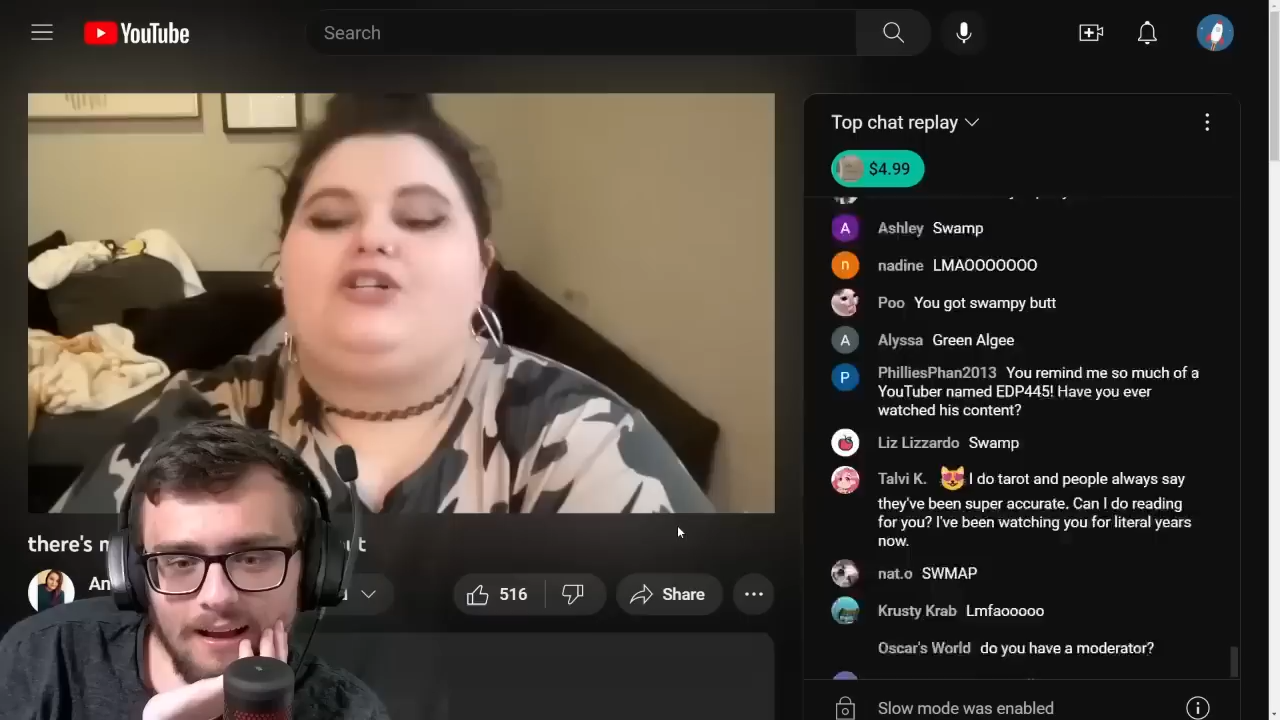 YouTube
Search
Top chat replay
$4.99
Ashley Swamp
nadine LMAOOOOOOO
Poo You got swampy butt
Alyssa Green Algee
PhilliesPhan2013 You remind me so much of a
YouTuber named EDP445! Have you ever
watched his content?
Liz Lizzardo Swamp
Talvi K. I do tarot and people always say
they've been super accurate. Can I do reading
for you? I've been watching you for literal years
now.
nat.o SWMAP
Krusty Krab Lmfaooooo
Oscar's World do you have a moderator?
Slow mode was enabled
there's
516
Share